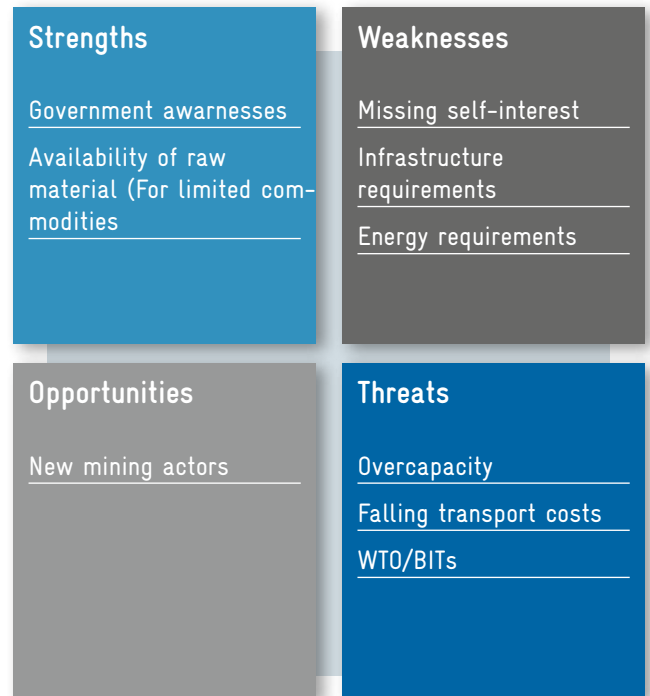 Strengths
Government awarnesses
Availability of raw
material (For limited com-
modities
Weaknesses
Missing self-interest
Infrastructure
requirements
Energy requirements
Opportunities
New mining actors
Threats
Overcapacity
Falling transport costs
WTO/BITs